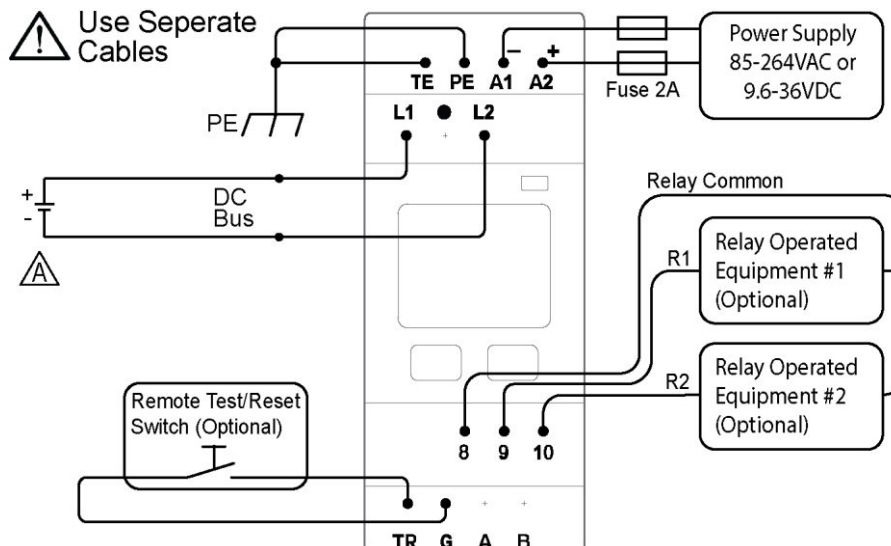 Use Seperate
Cables
Power Supply
85-264VAC or
9.6-36VDC
Fuse 2A
− +
TE PE A1 A2
L1 L2
PE
+
-
DC
Bus
A
Relay Common
R1
Relay Operated
Equipment #1
(Optional)
R2
Relay Operated
Equipment #2
(Optional)
Remote Test/Reset
Switch (Optional)
8 9 10
TR G A B